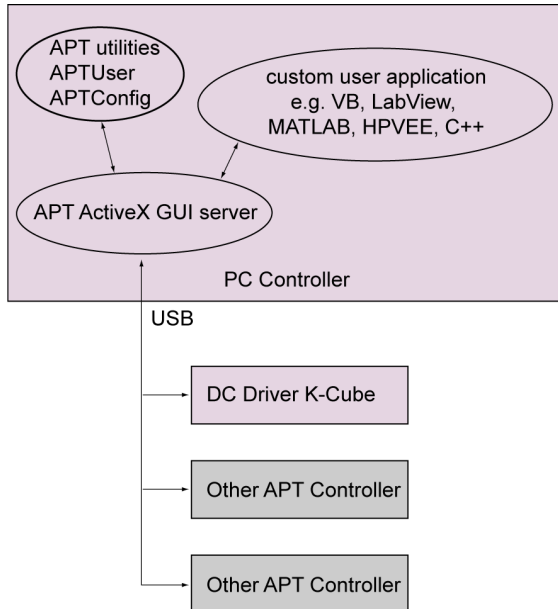 APT utilities
APTUser
APTConfig
custom user application
e.g. VB, LabView,
MATLAB, HPVEE, C++
APT ActiveX GUI server
PC Controller
USB
DC Driver K-Cube
Other APT Controller
Other APT Controller